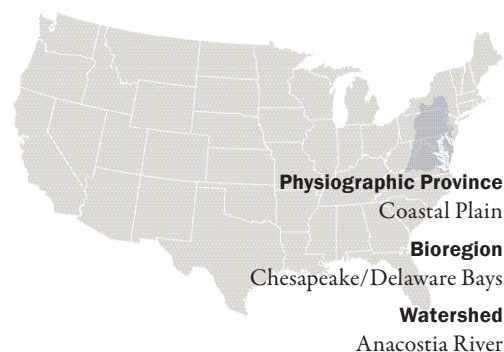 Physiographic Province
Coastal Plain
Bioregion
Chesapeake/Delaware Bays
Watershed
Anacostia River